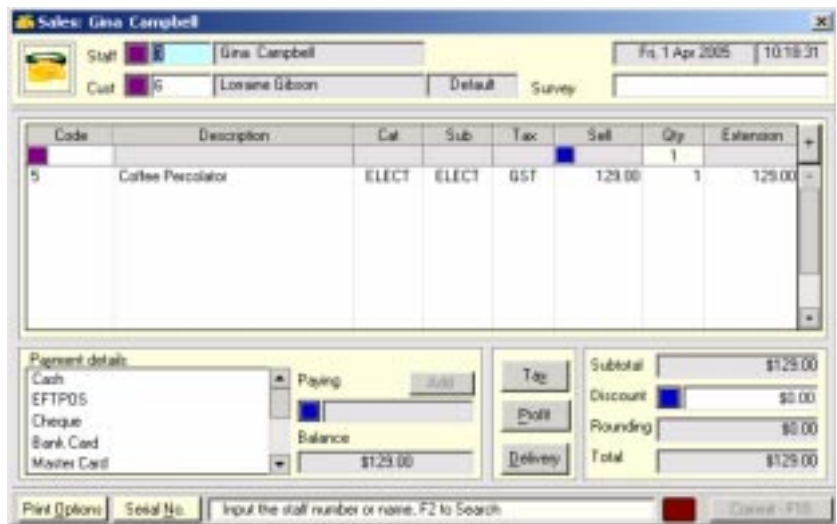 Sales: Gina Campbell
Staff Gina Campbell Fri, 1 Apr 2005 10:18:31
Cust 6 Lorraine Gibson Default Survey
Code Description Cat Sub Tax Sell Qty Extension +
1
5 Coffee Percolator ELECT ELECT GST 129.00 1 129.00
Payment details
Cash
EFTPOS
Cheque
Bank Card
Master Card
Paying Add
Balance
$129.00
Tax
Profit
Delivery
Subtotal $129.00
Discount $0.00
Rounding $0.00
Total $129.00
Print Options Serial No. Input the staff number or name, F2 to Search Commit - F10